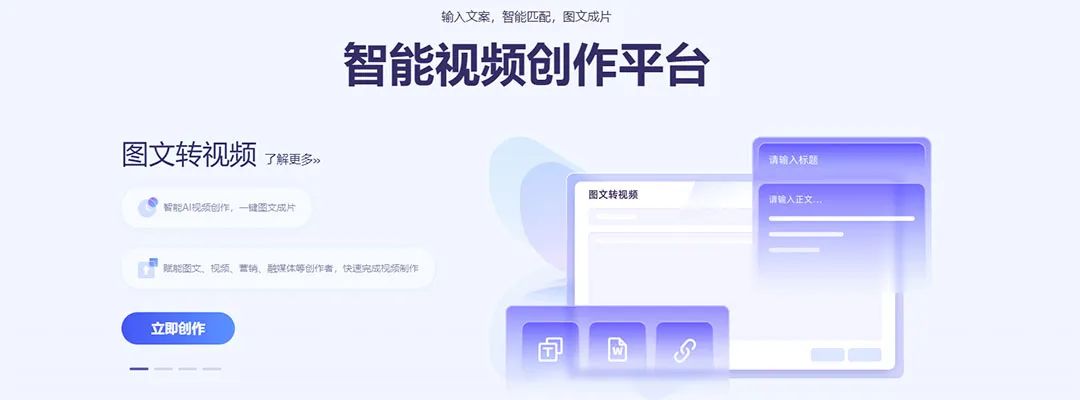 输入文案，智能匹配，图文成片
智能视频创作平台
图文转视频 了解更多»
智能AI视频创作，一键图文成片
赋能图文、视频、营销、融媒体等创作者，快速完成视频制作
立即创作
请输入标题
图文转视频
请输入正文...
T
W